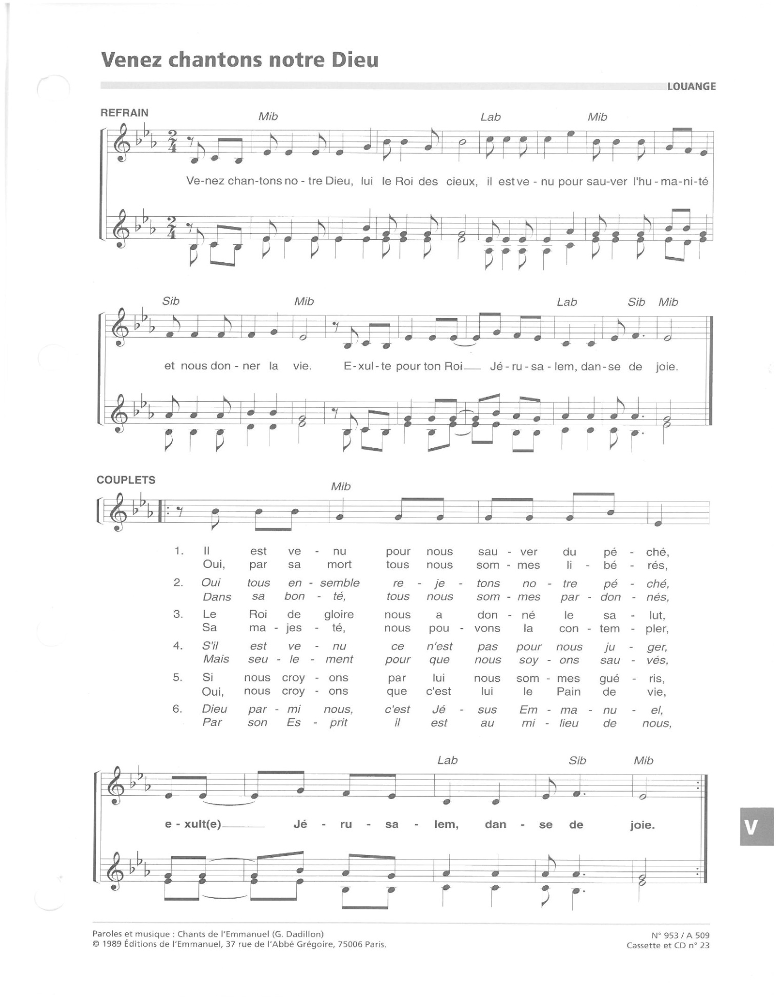 Venez chantons notre Dieu
LOUANGE
REFRAIN
Mib Lab Mib
Ve-nez chan-tons no - tre Dieu, lui le Roi des cieux, il est ve - nu pour sau-ver l'hu - ma-ni-té
Sib Mib Lab Sib Mib
et nous don - ner la vie. E-xul-te pour ton Roi Jé-ru-sa-lem, dan-se de joie.
COUPLETS
Mib
1. Il est ve - nu pour nous sau - ver du pé - ché,
Oui, par sa mort tous nous som - mes li - bé - rés,
2. Oui tous en - semble re - je - tons no - tre pé - ché,
Dans sa bon - té, tous nous som - mes par - don - nés,
3. Le Roi de gloire nous a don - né le sa - lut,
Sa ma - jes - té, nous pou - vons la con - tem - pler,
4. S'il est ve - nu ce n'est pas pour nous ju - ger,
Mais seu - le - ment pour que nous soy - ons sau - vés,
5. Si nous croy - ons par lui nous som - mes gué - ris,
Oui, nous croy - ons que c'est lui le Pain de vie,
6. Dieu par - mi nous, c'est Jé - sus Em - ma - nu - el,
Par son Es - prit il est au mi - lieu de nous,
Lab Sib Mib
e - xult(e) Jé - ru - sa - lem, dan - se de joie.
V
Paroles et musique : Chants de l'Emmanuel (G. Dadillon)
© 1989 Éditions de l'Emmanuel, 37 rue de l'Abbé Grégoire, 75006 Paris.
N° 953 / A 509
Cassette et CD n° 23